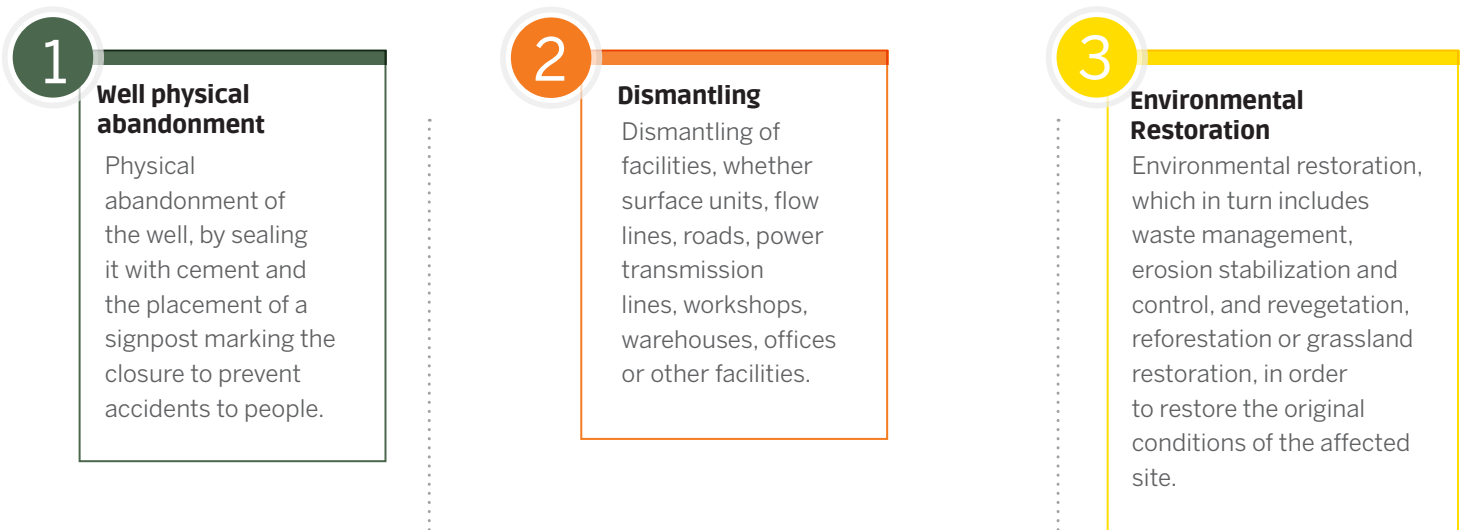 1
Well physical
abandonment
Physical
abandonment of
the well, by sealing
it with cement and
the placement of a
signpost marking the
closure to prevent
accidents to people.
2
Dismantling
Dismantling of
facilities, whether
surface units, flow
lines, roads, power
transmission
lines, workshops,
warehouses, offices
or other facilities.
3
Environmental
Restoration
Environmental restoration,
which in turn includes
waste management,
erosion stabilization and
control, and revegetation,
reforestation or grassland
restoration, in order
to restore the original
conditions of the affected
site.